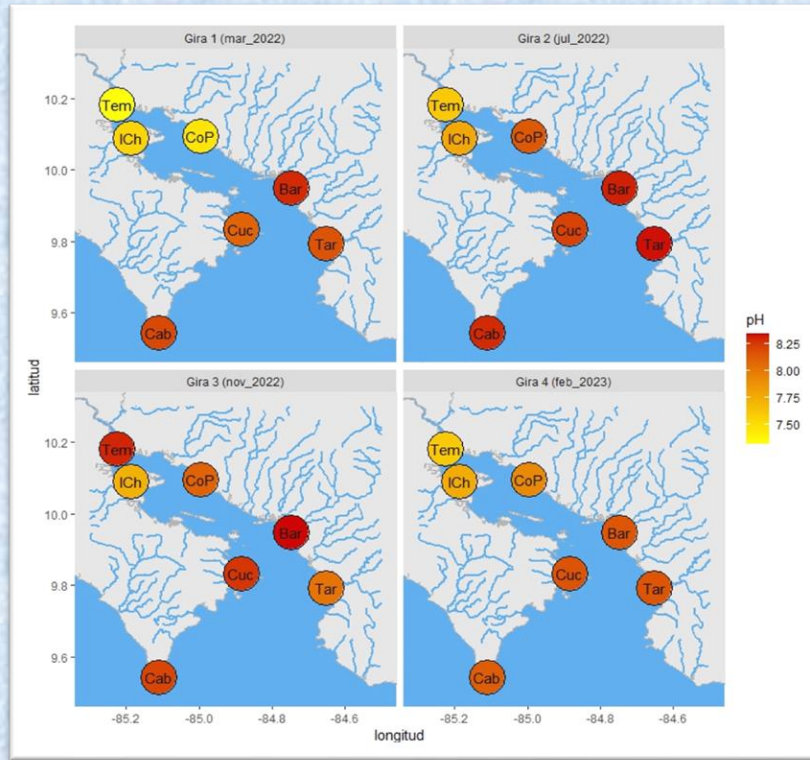 Gira 1 (mar_2022)
Gira 2 (jul_2022)
10.2
10.0
9.8
9.6
Tem
ICh
CoP
Bar
Cuc
Tar
Cab
Tem
ICh
CoP
Bar
Cuc
Tar
Cab
latitud
pH
8.25
8.00
7.75
7.50
Gira 3 (nov_2022)
Gira 4 (feb_2023)
10.2
10.0
9.8
9.6
Tem
ICh
CoP
Bar
Cuc
Tar
Cab
Tem
ICh
CoP
Bar
Cuc
Tar
Cab
-85.2
-85.0
-84.8
-84.6
-85.2
-85.0
-84.8
-84.6
longitud